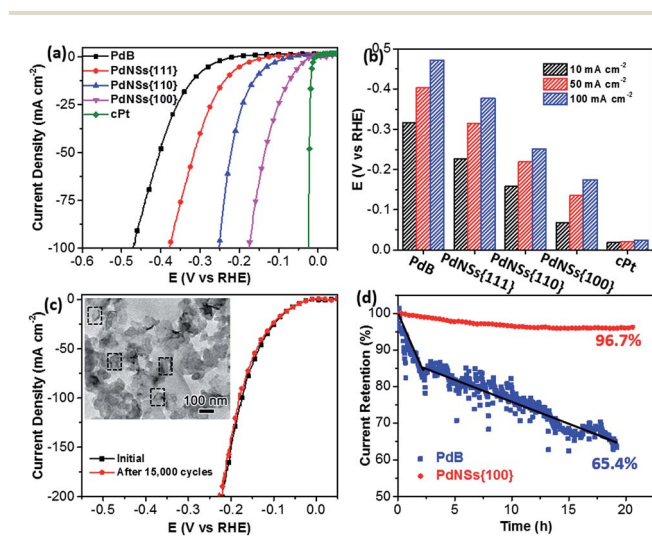 (a)
PdB
PdNSs{111}
PdNSs{110}
PdNSs{100}
cPt
0
-25
-50
-75
-100
Current Density (mA cm⁻²)
-0.6 -0.5 -0.4 -0.3 -0.2 -0.1 0.0
E (V vs RHE)
(b)
10 mA cm⁻²
50 mA cm⁻²
100 mA cm⁻²
-0.5
-0.4
-0.3
-0.2
-0.1
0.0
E (V vs RHE)
PdB PdNSs{111} PdNSs{110} PdNSs{100} cPt
(c)
100 nm
Initial
After 15,000 cycles
0
-50
-100
-150
-200
Current Density (mA cm⁻²)
-0.5 -0.4 -0.3 -0.2 -0.1 0.0
E (V vs RHE)
(d)
96.7%
65.4%
PdB
PdNSs{100}
100
90
80
70
60
50
Current Retention (%)
0 5 10 15 20
Time (h)